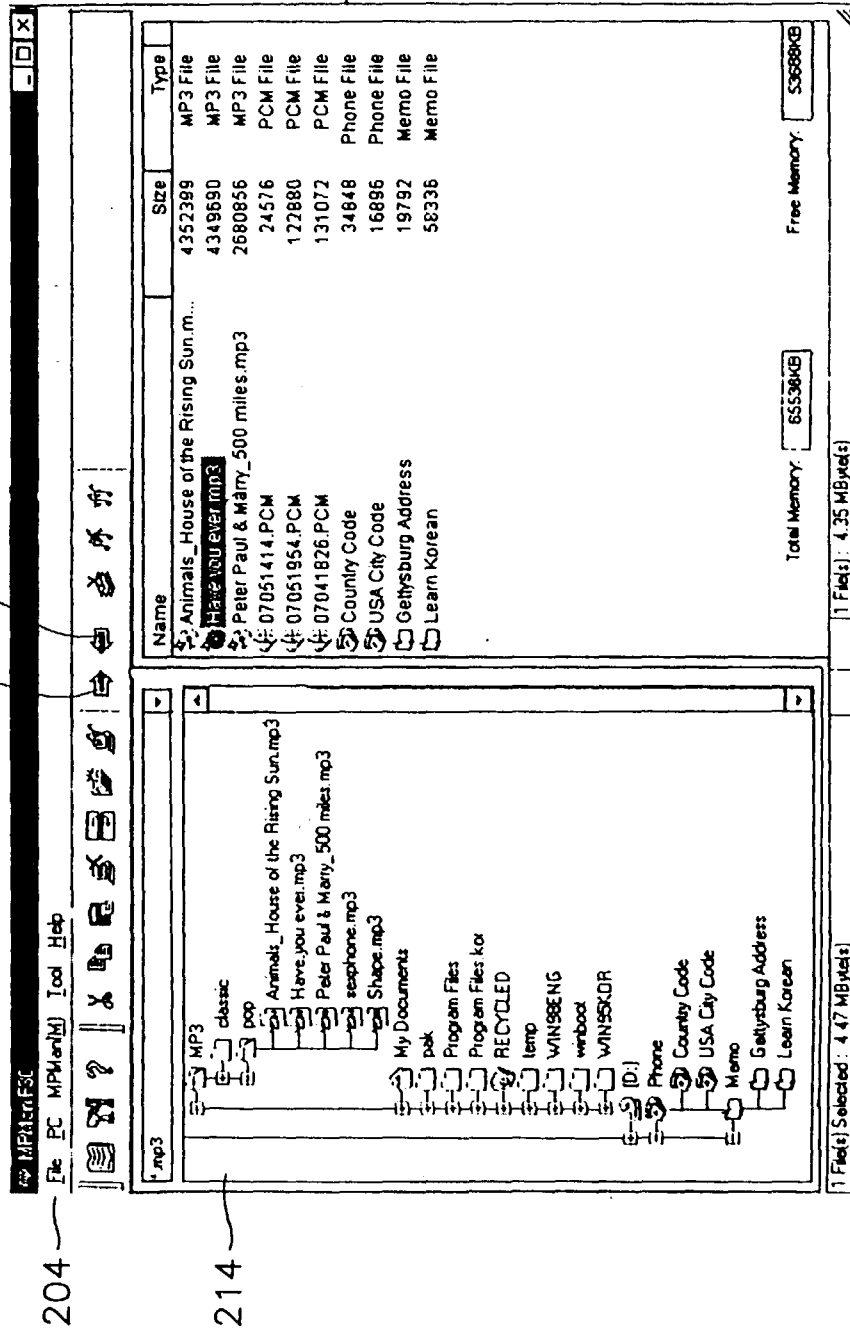 204
214
MPMan F30
File PC MPMan(M) Tool Help
*.mp3
MP3
classic
pop
Animals_House of the Rising Sun.mp3
Have you ever.mp3
Peter Paul & Marry_500 miles.mp3
sexphone.mp3
Shape.mp3
My Documents
pak
Program Files
Program Files.kor
RECYCLED
temp
WIN98ENG
winboot
WIN95KOR
[D:]
Phone
Country Code
USA City Code
Memo
Gettysburg Address
Learn Korean
1 File(s) Selected : 4.47 MByte(s)
Name Size Type
Animals_House of the Rising Sun.m... 4352399 MP3 File
Have you ever.mp3 4349690 MP3 File
Peter Paul & Marry_500 miles.mp3 2680856 MP3 File
07051414.PCM 24576 PCM File
07051954.PCM 122880 PCM File
07041826.PCM 131072 PCM File
Country Code 34848 Phone File
USA City Code 16896 Phone File
Gettysburg Address 19792 Memo File
Learn Korean 58336 Memo File
Total Memory: 65536KB Free Memory: 53688KB
1 File(s) : 4.35 MByte(s)